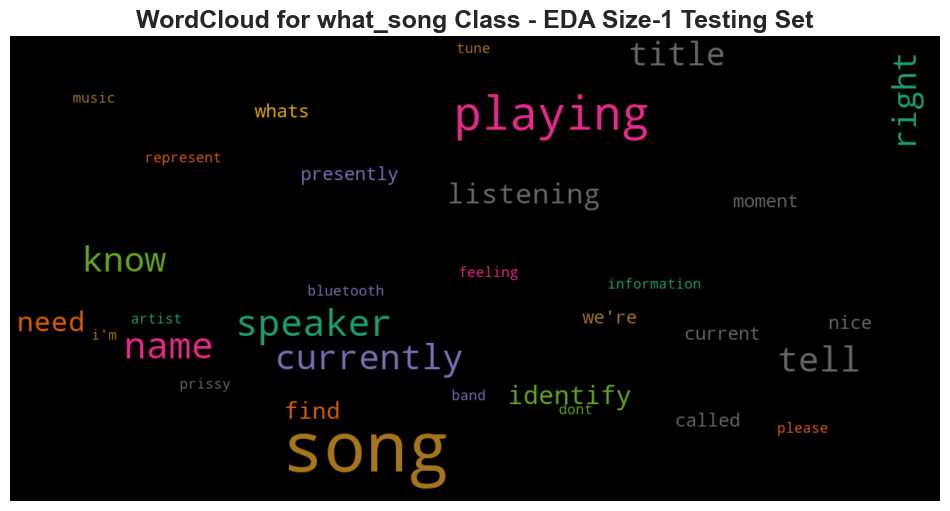 WordCloud for what_song Class - EDA Size-1 Testing Set
tune
title
right
music
whats
playing
represent
presently
listening
moment
know
feeling
information
bluetooth
need
artist
speaker
we're
nice
i'm
name
current
currently
tell
prissy
band
identify
find
dont
called
please
song